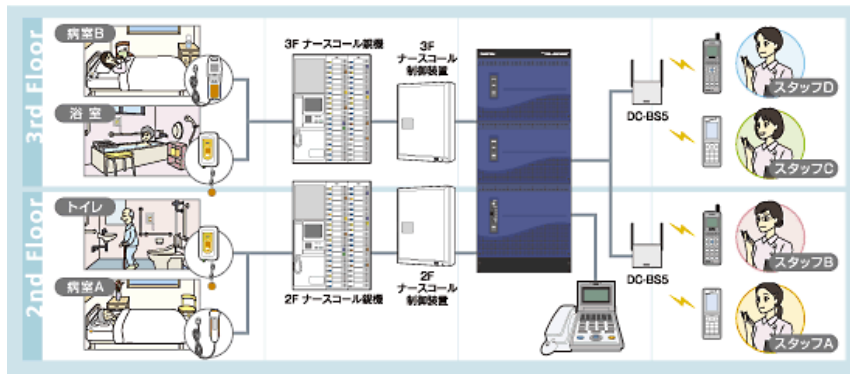 3rd Floor
病室B
浴室
3F ナースコール親機
3F
ナースコール
制御装置
DC-BS5
スタッフD
スタッフC
2nd Floor
トイレ
病室A
2F ナースコール親機
2F
ナースコール
制御装置
DC-BS5
スタッフB
スタッフA